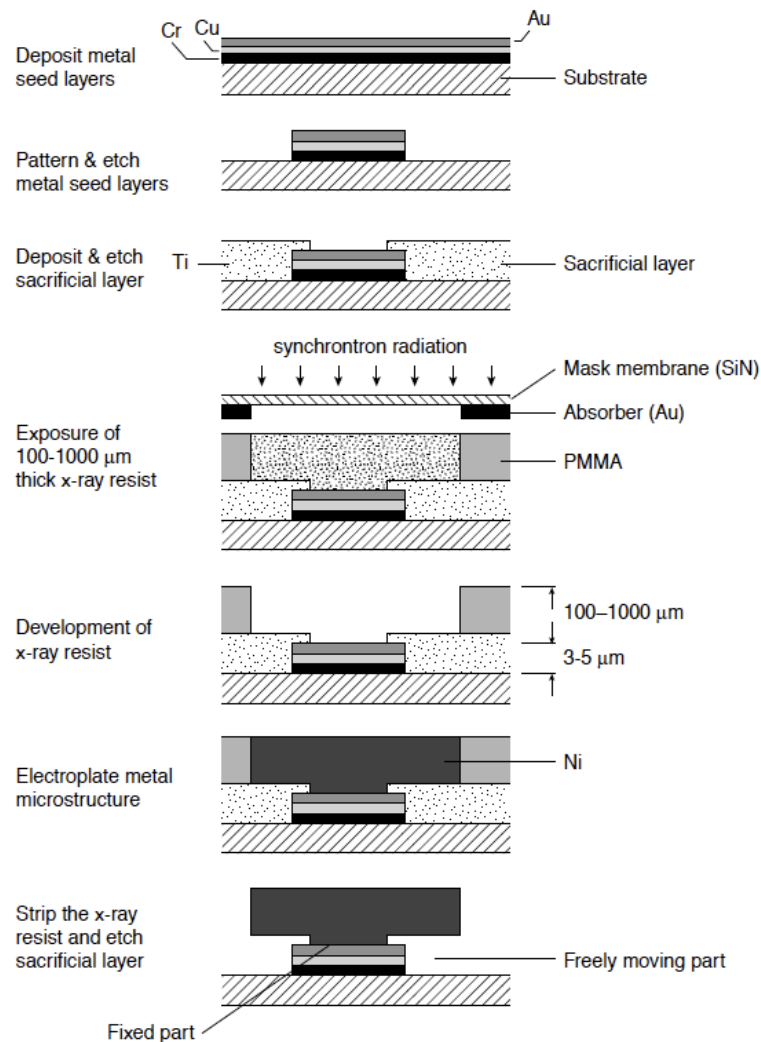 Cr
Cu
Au
Deposit metal
seed layers
Substrate
Pattern & etch
metal seed layers
Deposit & etch
sacrificial layer
Ti
Sacrificial layer
synchrontron radiation
Mask membrane (SiN)
Absorber (Au)
Exposure of
100-1000 μm
thick x-ray resist
PMMA
Development of
x-ray resist
100–1000 μm
3-5 μm
Electroplate metal
microstructure
Ni
Strip the x-ray
resist and etch
sacrificial layer
Freely moving part
Fixed part